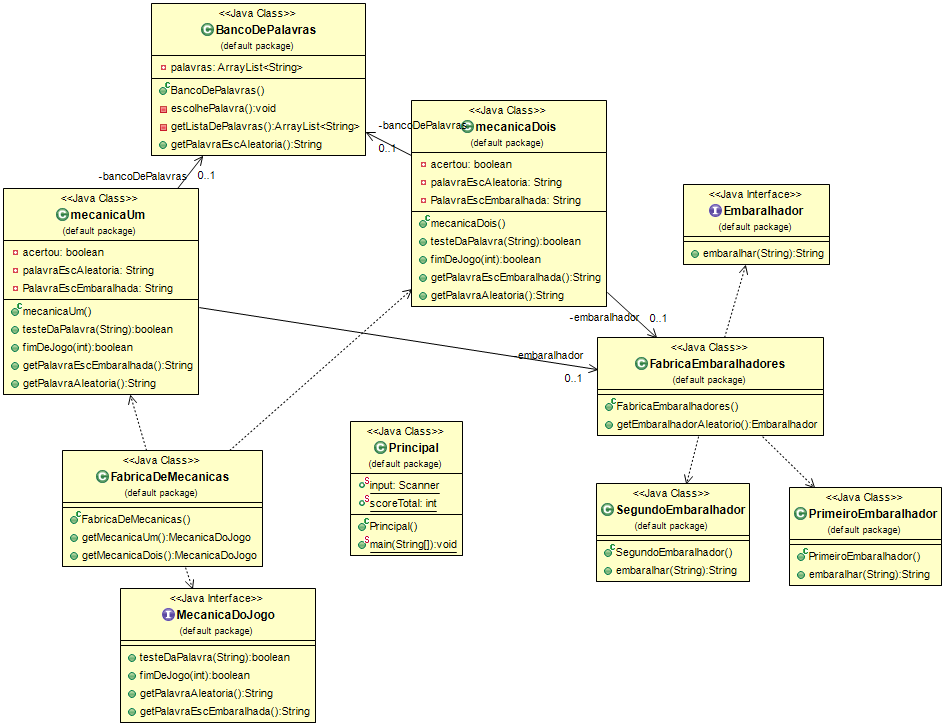 <<Java Class>>
BancoDePalavras
(default package)
palavras: ArrayList<String>
BancoDePalavras()
escolhePalavra():void
getListaDePalavras():ArrayList<String>
getPalavraEscAleatoria():String
-bancoDePalavras
0..1
-bancoDePalavras
0..1
<<Java Class>>
mecanicaDois
(default package)
acertou: boolean
palavraEscAleatoria: String
PalavraEscEmbaralhada: String
mecanicaDois()
testeDaPalavra(String):boolean
fimDeJogo(int):boolean
getPalavraEscEmbaralhada():String
getPalavraAleatoria():String
<<Java Class>>
mecanicaUm
(default package)
acertou: boolean
palavraEscAleatoria: String
PalavraEscEmbaralhada: String
mecanicaUm()
testeDaPalavra(String):boolean
fimDeJogo(int):boolean
getPalavraEscEmbaralhada():String
getPalavraAleatoria():String
<<Java Interface>>
Embaralhador
(default package)
embaralhar(String):String
-embaralhador
0..1
-embaralhador
0..1
<<Java Class>>
FabricaEmbaralhadores
(default package)
FabricaEmbaralhadores()
getEmbaralhadorAleatorio():Embaralhador
<<Java Class>>
FabricaDeMecanicas
(default package)
FabricaDeMecanicas()
getMecanicaUm():MecanicaDoJogo
getMecanicaDois():MecanicaDoJogo
<<Java Class>>
Principal
(default package)
input: Scanner
scoreTotal: int
Principal()
main(String[]):void
<<Java Class>>
SegundoEmbaralhador
(default package)
SegundoEmbaralhador()
embaralhar(String):String
<<Java Class>>
PrimeiroEmbaralhador
(default package)
PrimeiroEmbaralhador()
embaralhar(String):String
<<Java Interface>>
MecanicaDoJogo
(default package)
testeDaPalavra(String):boolean
fimDeJogo(int):boolean
getPalavraAleatoria():String
getPalavraEscEmbaralhada():String